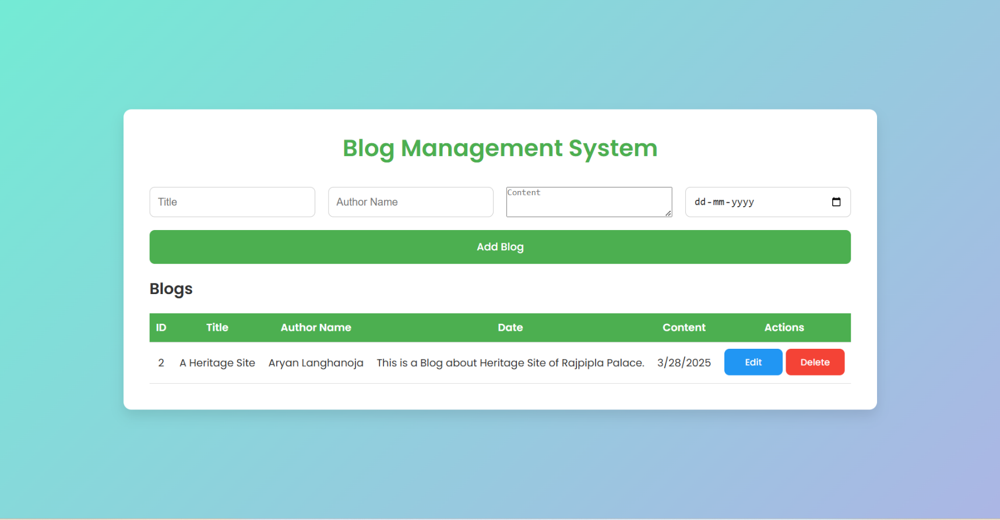 Blog Management System
Title Author Name Content dd-mm-yyyy
Add Blog
Blogs
ID Title Author Name Date Content Actions
2 A Heritage Site Aryan Langhanoja This is a Blog about Heritage Site of Rajpipla Palace. 3/28/2025 Edit Delete